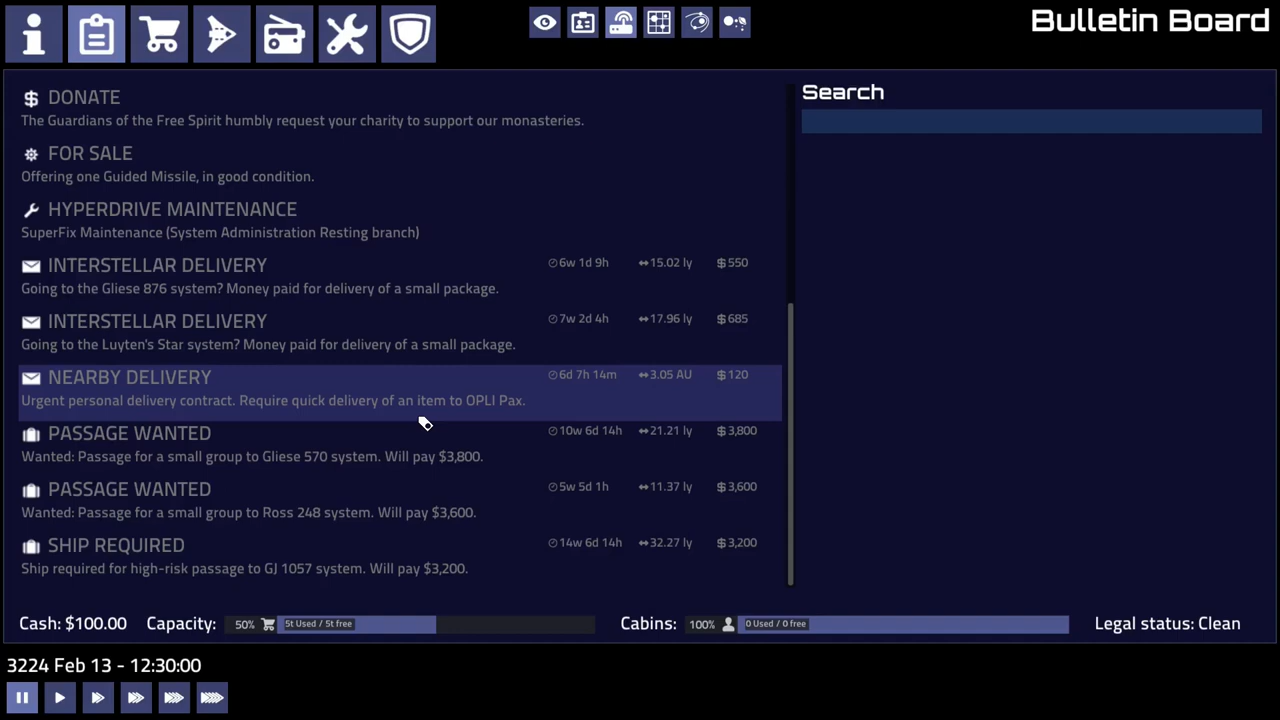 Bulletin Board
DONATE
The Guardians of the Free Spirit humbly request your charity to support our monasteries.
FOR SALE
Offering one Guided Missile, in good condition.
HYPERDRIVE MAINTENANCE
SuperFix Maintenance (System Administration Resting branch)
INTERSTELLAR DELIVERY 6w 1d 9h 15.02 ly $550
Going to the Gliese 876 system? Money paid for delivery of a small package.
INTERSTELLAR DELIVERY 7w 2d 4h 17.96 ly $685
Going to the Luyten's Star system? Money paid for delivery of a small package.
NEARBY DELIVERY 6d 7h 14m 3.05 AU $120
Urgent personal delivery contract. Require quick delivery of an item to OPLI Pax.
PASSAGE WANTED 10w 6d 14h 21.21 ly $3,800
Wanted: Passage for a small group to Gliese 570 system. Will pay $3,800.
PASSAGE WANTED 5w 5d 1h 11.37 ly $3,600
Wanted: Passage for a small group to Ross 248 system. Will pay $3,600.
SHIP REQUIRED 14w 6d 14h 32.27 ly $3,200
Ship required for high-risk passage to GJ 1057 system. Will pay $3,200.
Search
Cash: $100.00 Capacity: 50% 5t Used / 5t free Cabins: 100% 0 Used / 0 free Legal status: Clean
3224 Feb 13 - 12:30:00